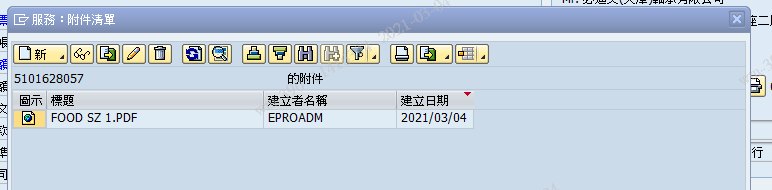 服務：附件清單
新
5101628057 的附件
圖示 標題 建立者名稱 建立日期
FOOD SZ 1.PDF EPROADM 2021/03/04
行